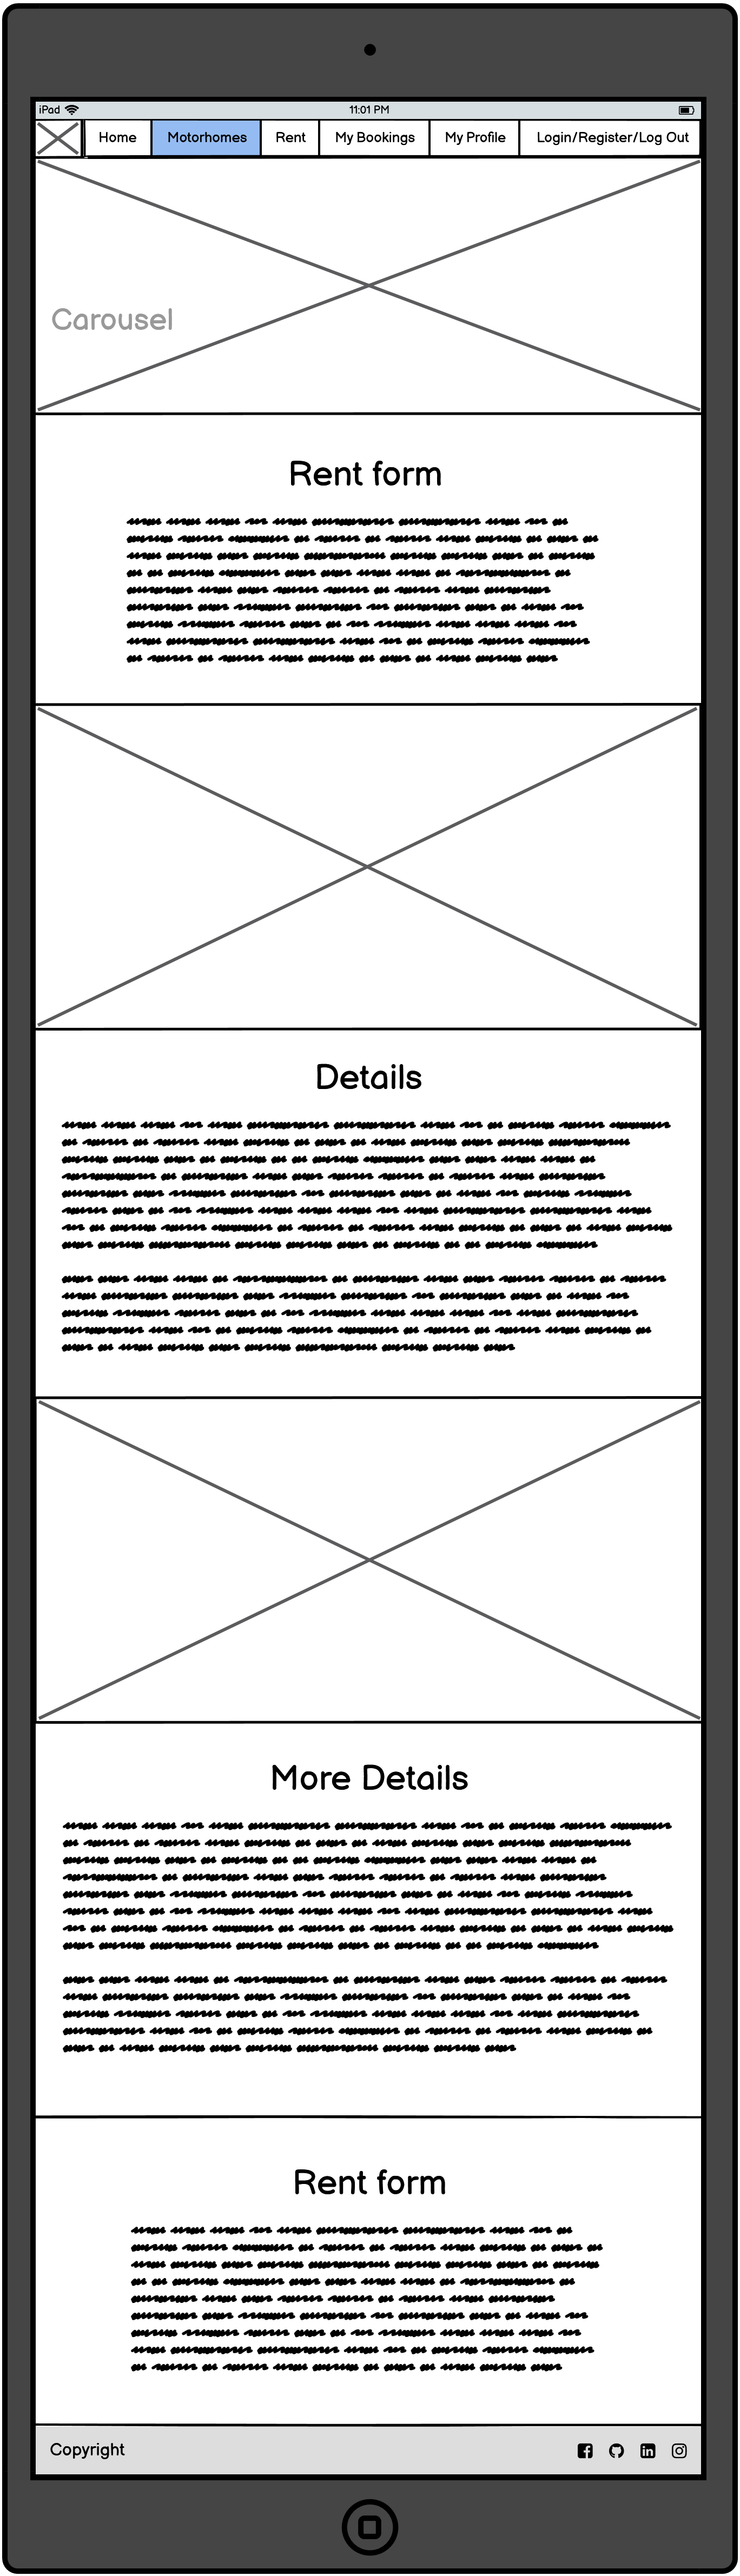 iPad 11:01 PM
Home Motorhomes Rent My Bookings My Profile Login/Register/Log Out
Carousel
Rent form
Details
More Details
Rent form
Copyright